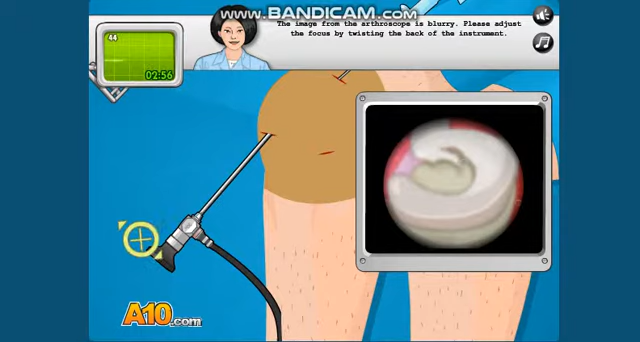 www.BANDICAM.com
The image from the arthroscope is blurry. Please adjust
the focus by twisting the back of the instrument.
44
02:56
A10.com